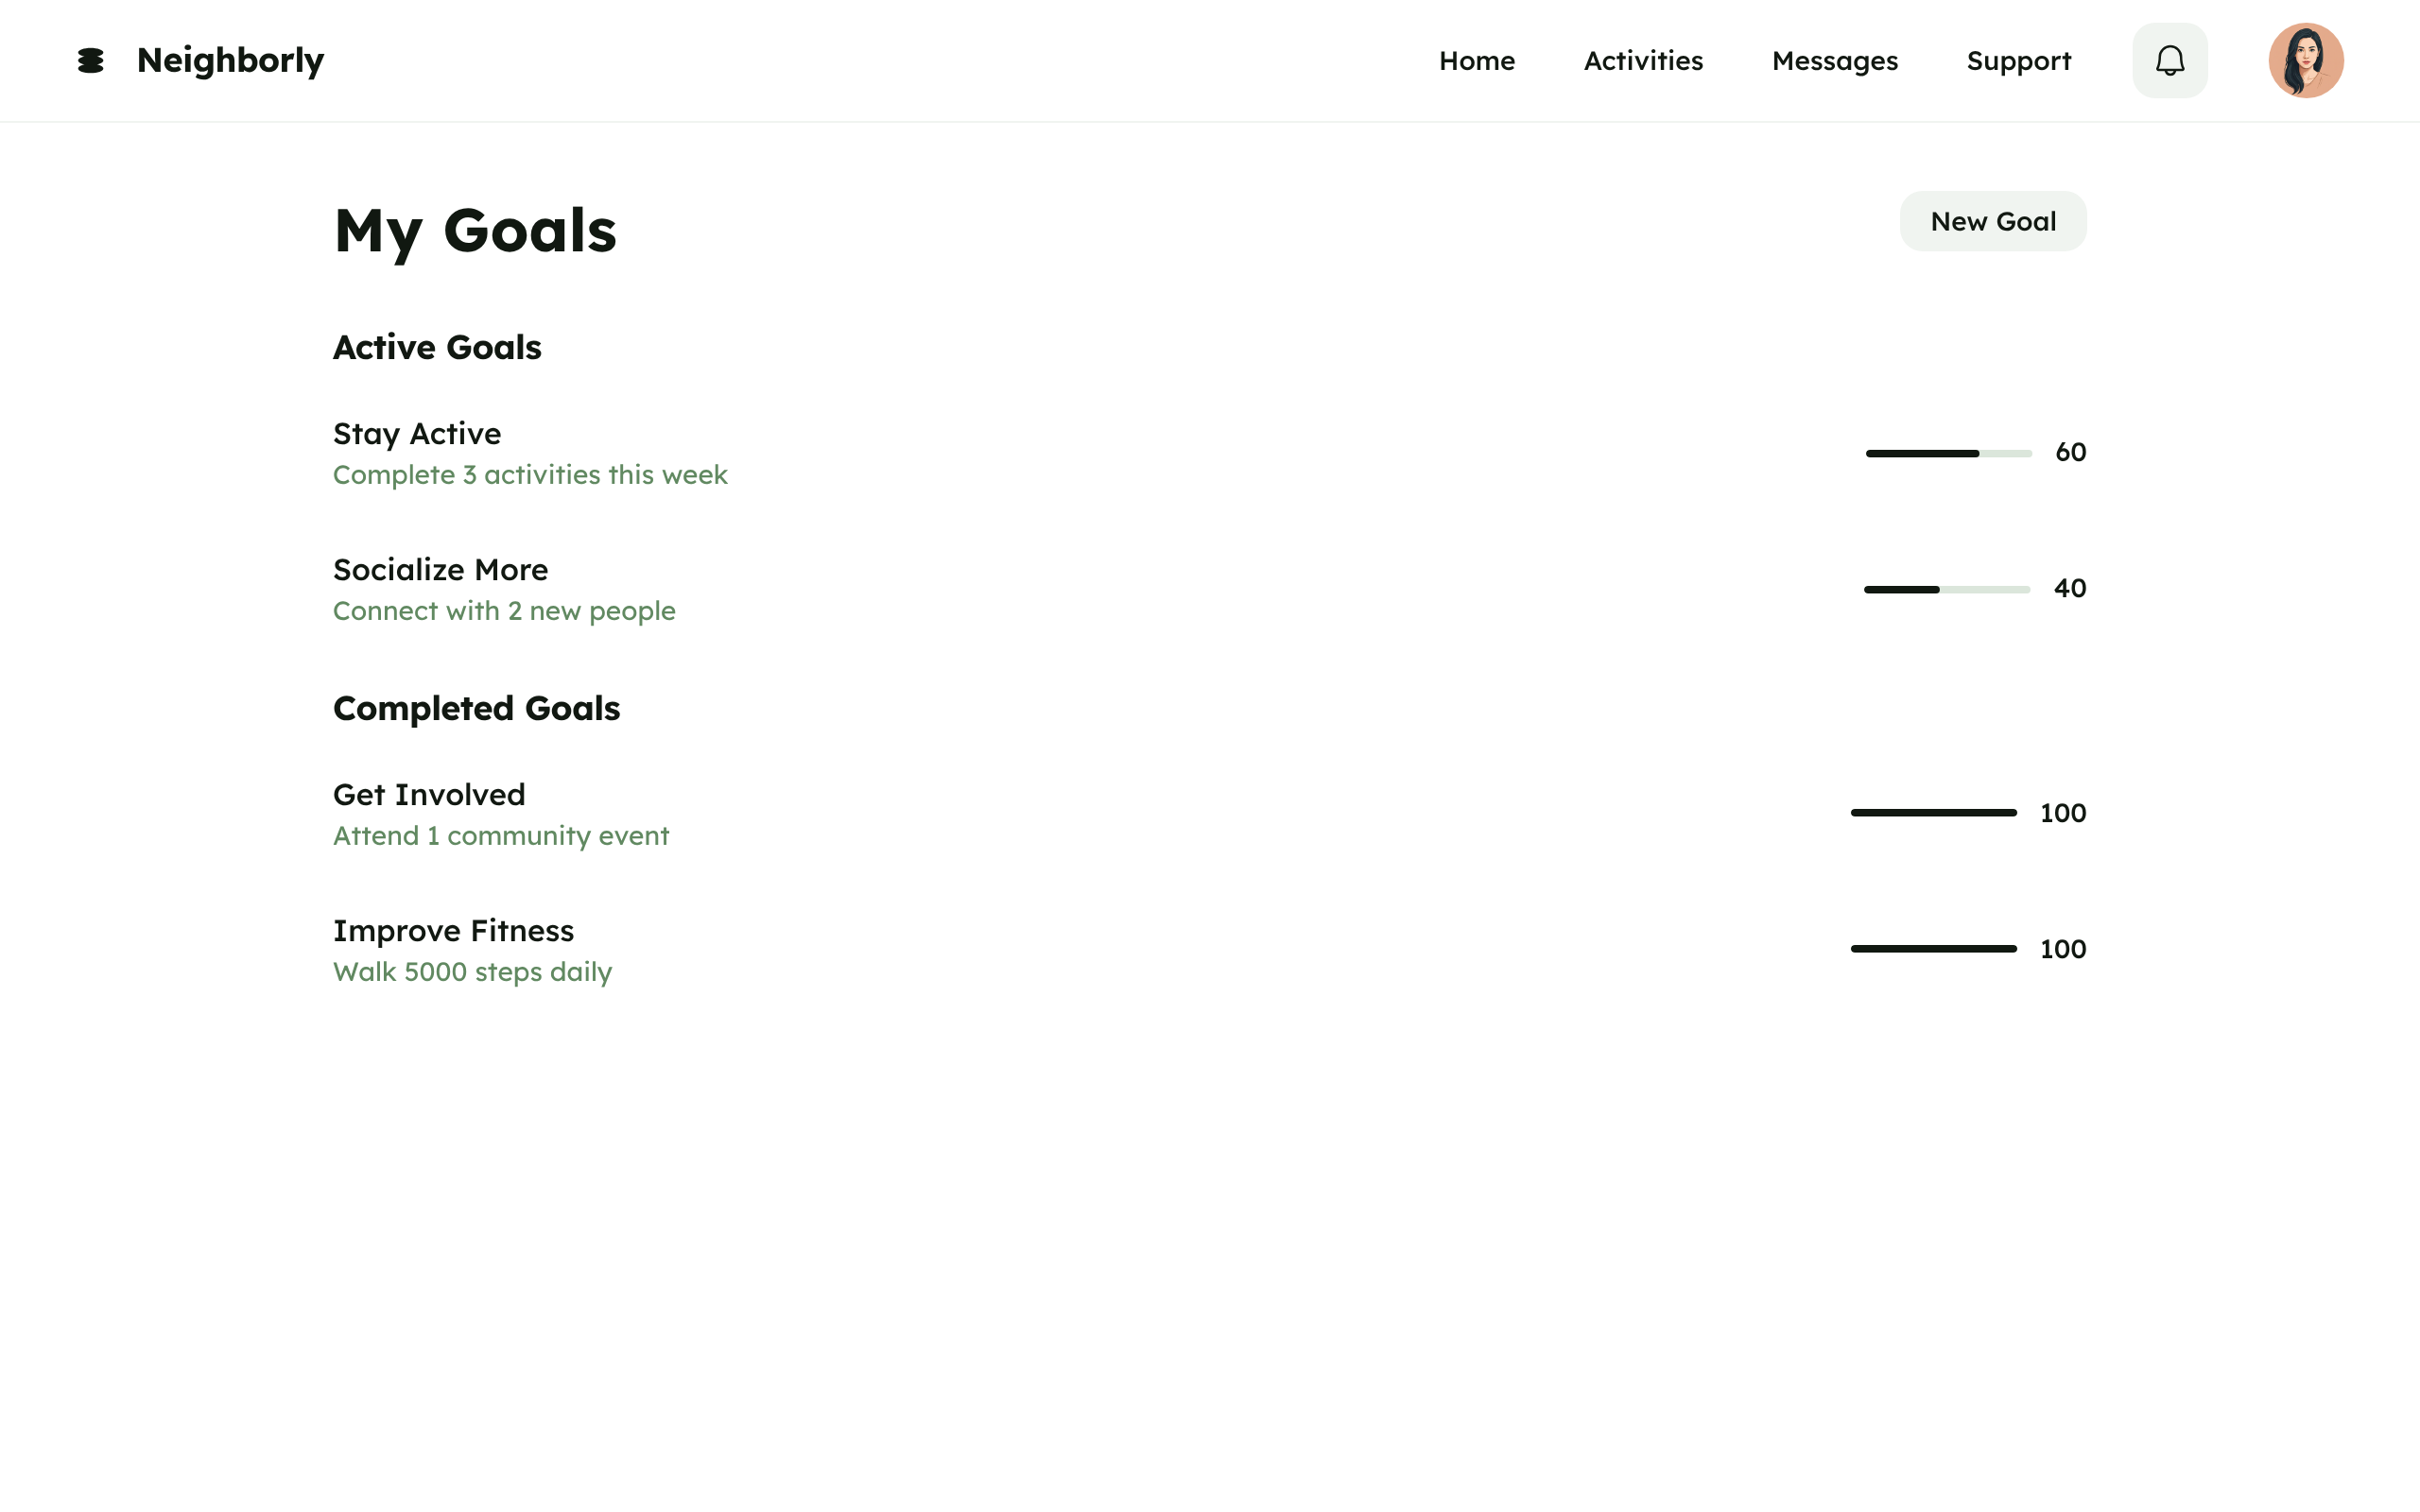 Neighborly
Home
Activities
Messages
Support
My Goals
New Goal
Active Goals
Stay Active
Complete 3 activities this week
60
Socialize More
Connect with 2 new people
40
Completed Goals
Get Involved
Attend 1 community event
100
Improve Fitness
Walk 5000 steps daily
100